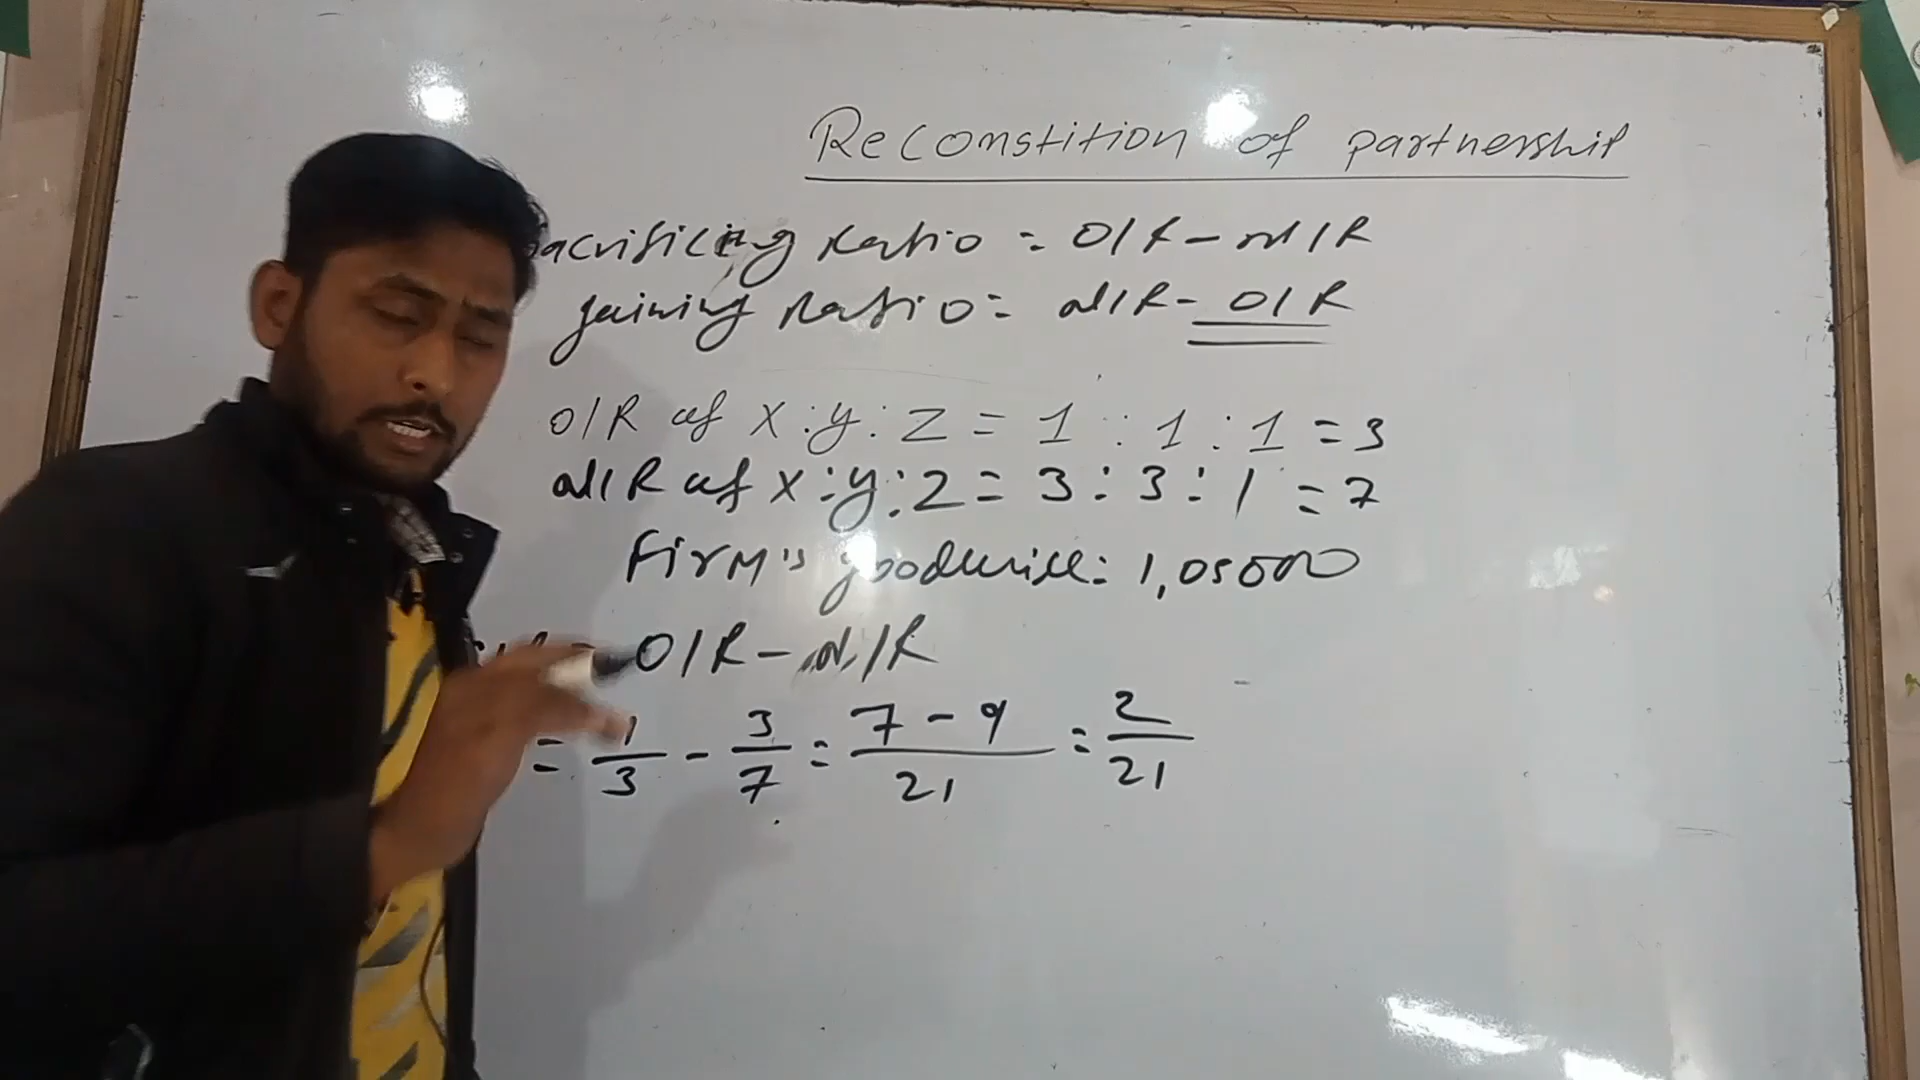 Reconstition of partnership
Sacrificing Ratio = O/R - N/R
gaining Ratio = N/R - O/R
O/R of X : y : Z = 1 : 1 : 1 = 3
N/R of X : y : Z = 3 : 3 : 1 = 7
Firm's goodwill: 1,05000
O/R - N/R
= 1/3 - 3/7 = 7 - 9/21 = 2/21